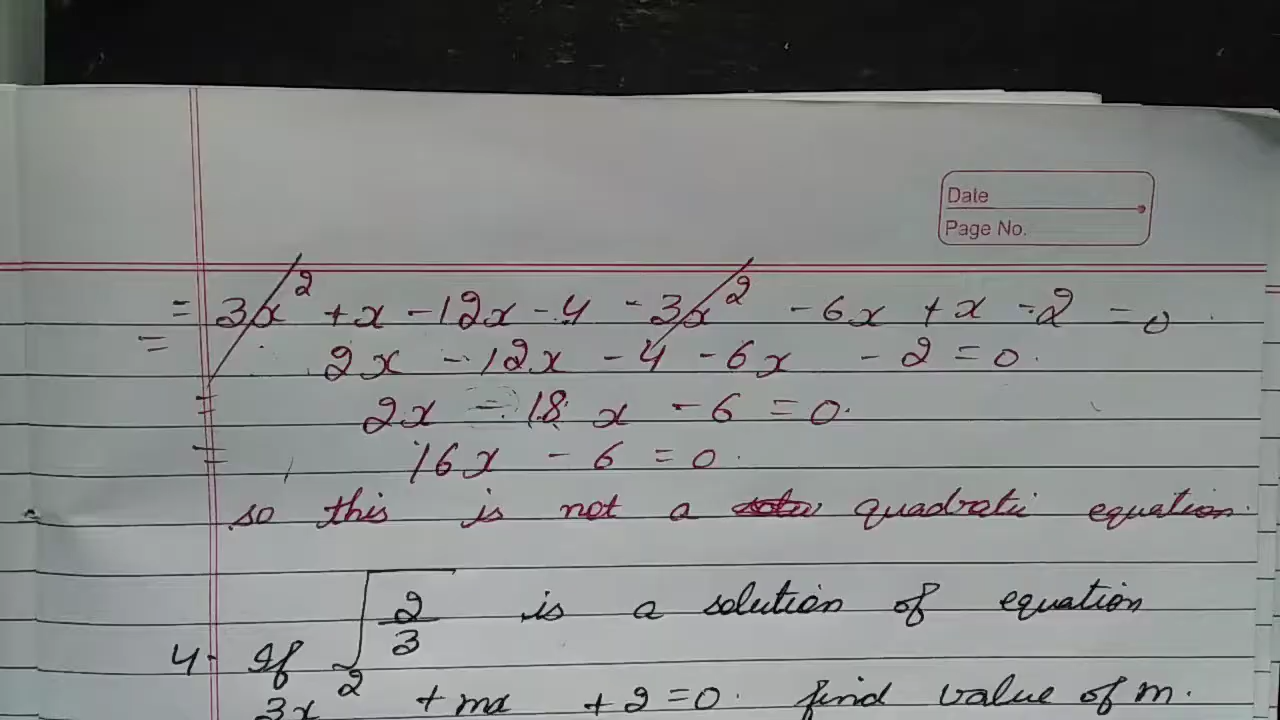 Date
Page No.
= 3x² + x - 12x - 4 - 3x² - 6x + x - 2 = 0.
= 2x - 12x - 4 - 6x - 2 = 0.
= 2x - 18x - 6 = 0.
= 16x - 6 = 0.
so this is not a quadratic equation.
4. If √(2/3) is a solution of equation
3x² + mx + 2 = 0. find value of m.